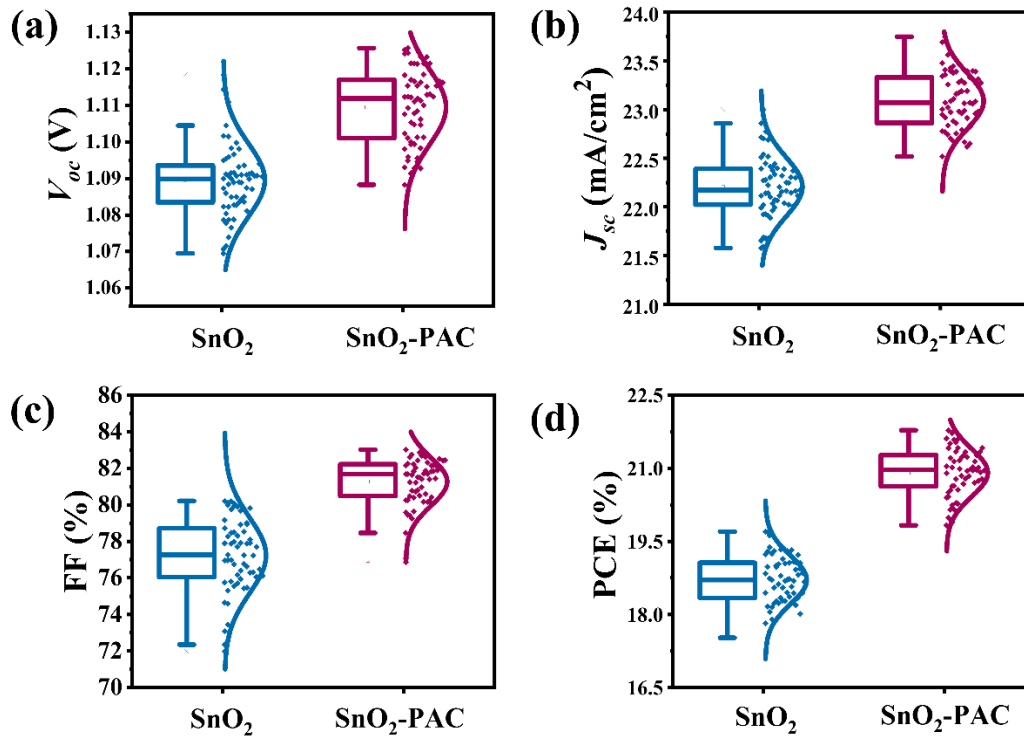 (a)
V_oc (V)
1.13
1.12
1.11
1.10
1.09
1.08
1.07
1.06
SnO₂
SnO₂-PAC
(b)
J_sc (mA/cm²)
24.0
23.5
23.0
22.5
22.0
21.5
21.0
SnO₂
SnO₂-PAC
(c)
FF (%)
86
84
82
80
78
76
74
72
70
SnO₂
SnO₂-PAC
(d)
PCE (%)
22.5
21.0
19.5
18.0
16.5
SnO₂
SnO₂-PAC